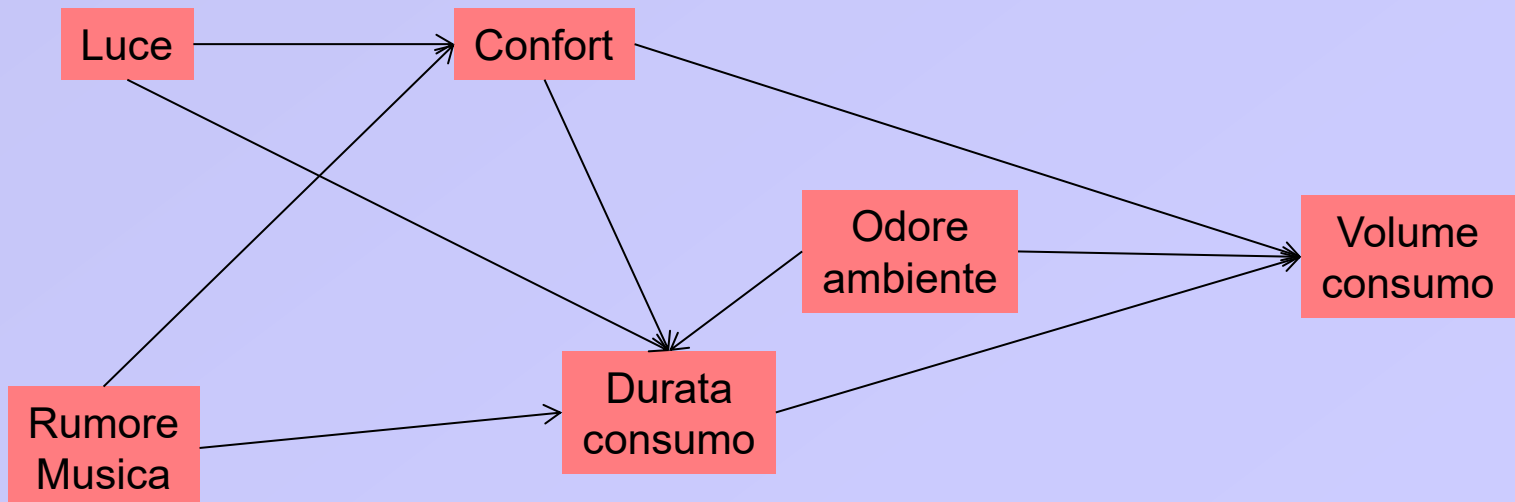 Luce
Confort
Odore
ambiente
Volume
consumo
Durata
consumo
Rumore
Musica